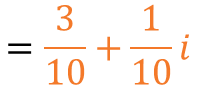 = 3/10 + 1/10 i